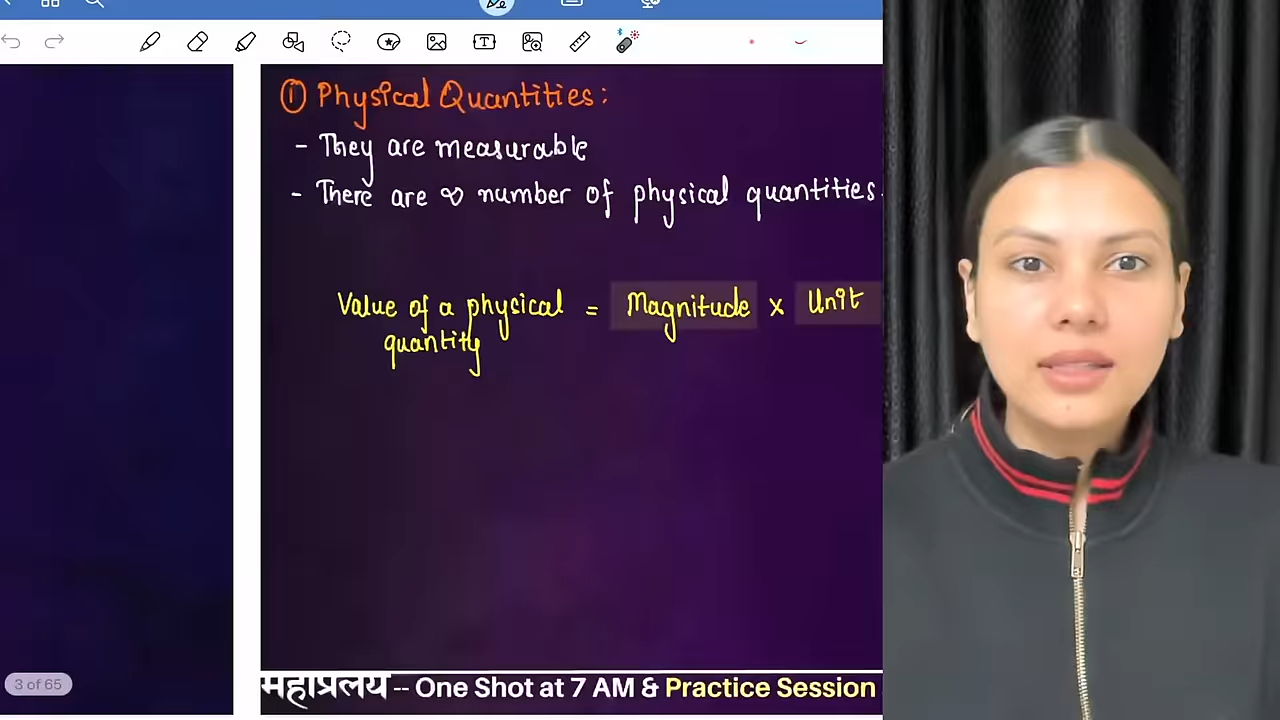 ① Physical Quantities:
- They are measurable
- There are ∞ number of physical quantities.
Value of a physical = Magnitude × Unit
quantity
3 of 65
महाप्रलय -- One Shot at 7 AM & Practice Session